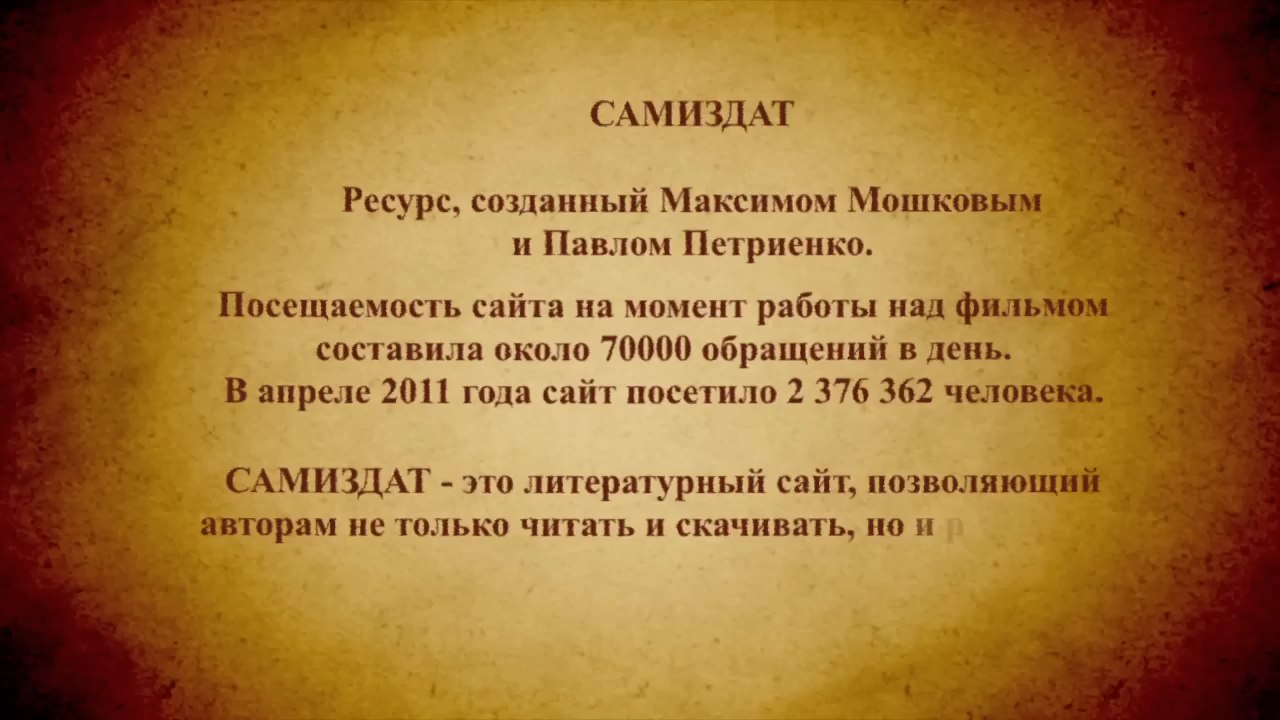 САМИЗДАТ
Ресурс, созданный Максимом Мошковым
и Павлом Петриенко.
Посещаемость сайта на момент работы над фильмом
составила около 70000 обращений в день.
В апреле 2011 года сайт посетило 2 376 362 человека.
САМИЗДАТ - это литературный сайт, позволяющий
авторам не только читать и скачивать, но и р